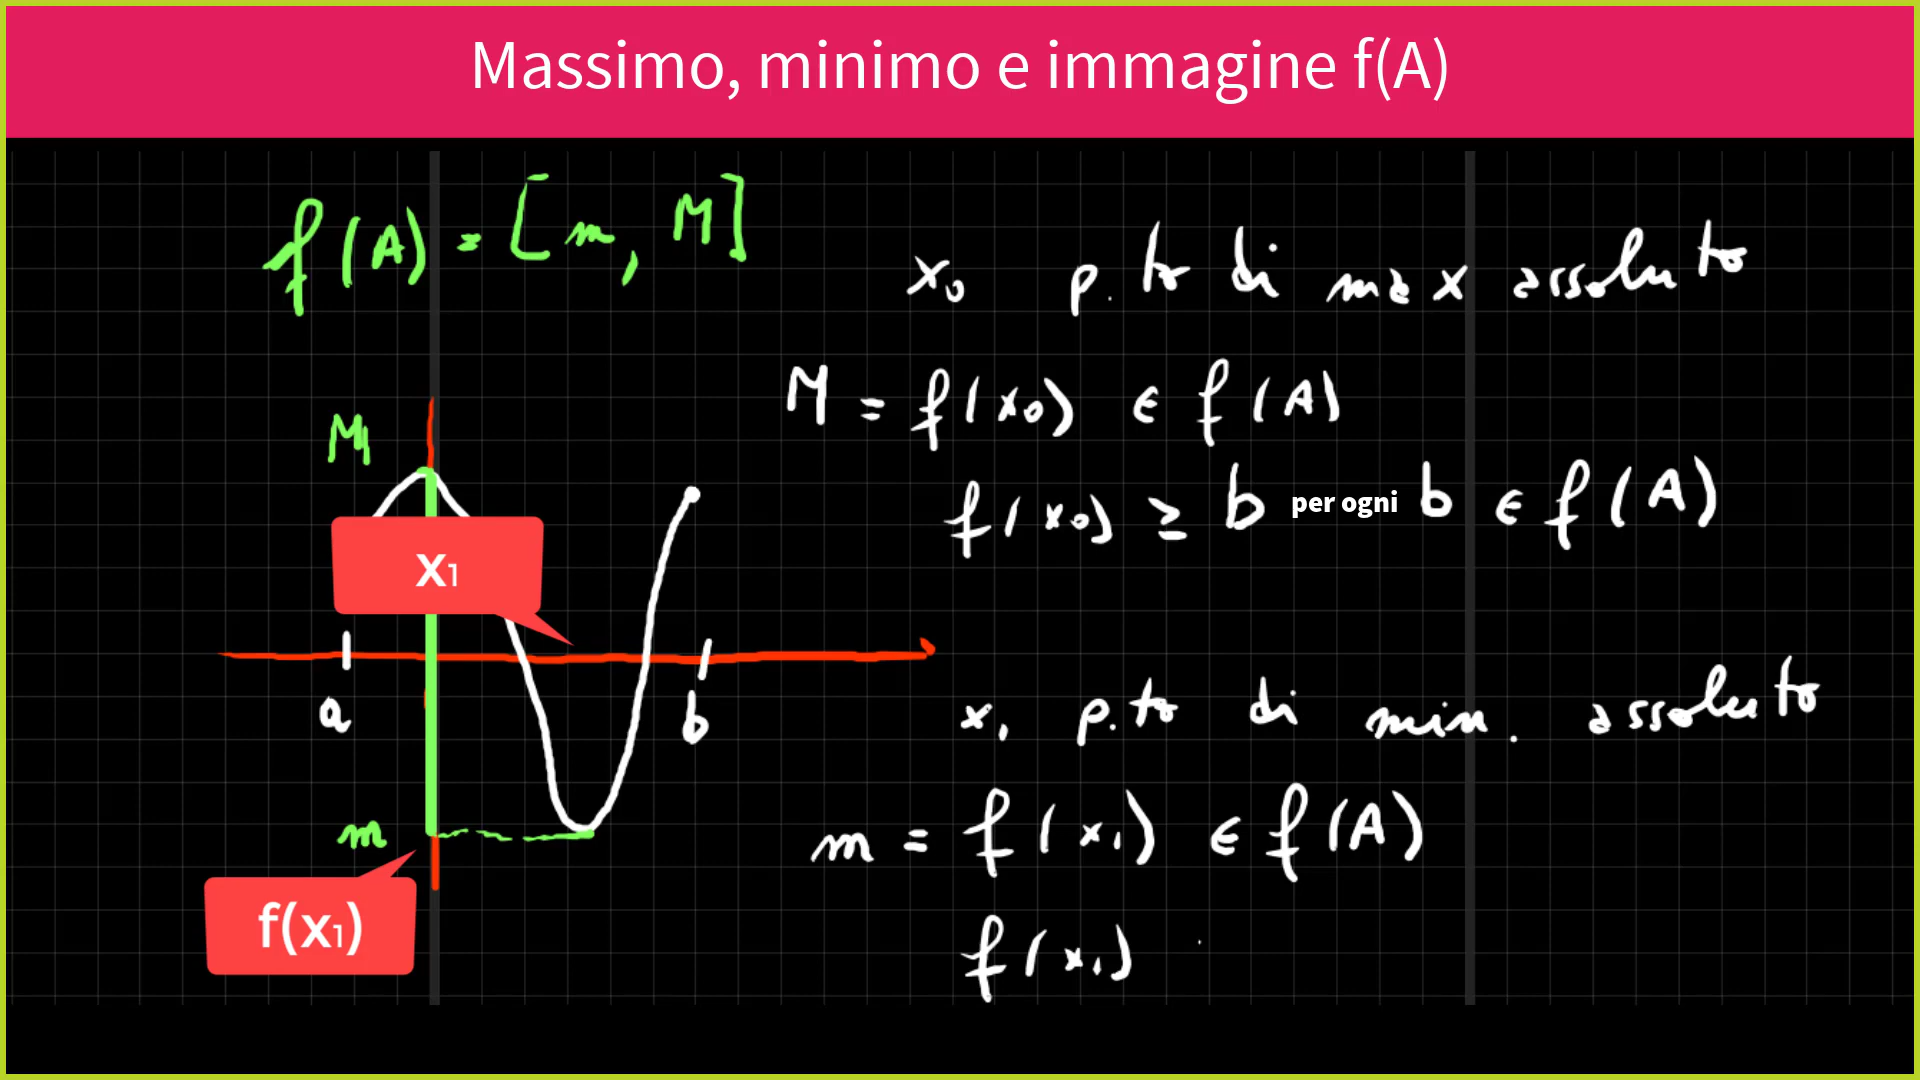 Massimo, minimo e immagine f(A)
f(A) = [m, M]
x₀ p.to di max assoluto
M = f(x₀) ∈ f(A)
M
f(x₀) ≥ b per ogni b ∈ f(A)
x₁
a
b
x₁ p.to di min. assoluto
m
m = f(x₁) ∈ f(A)
f(x₁)
f(x₁)